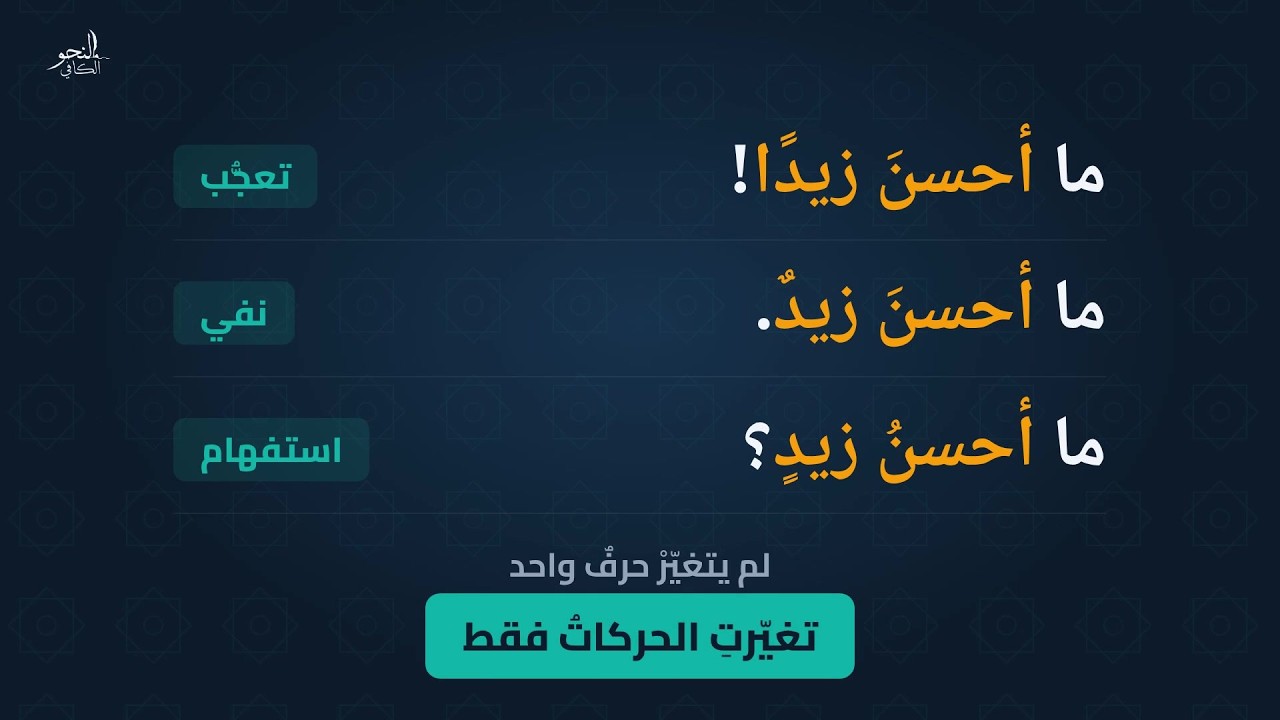 النحو
الكافي
ما أحسنَ زيدًا!
تعجُّب
ما أحسنَ زيدٌ.
نفي
ما أحسنُ زيدٍ؟
استفهام
لم يتغيّرْ حرفٌ واحد
تغيّرتِ الحركاتُ فقط